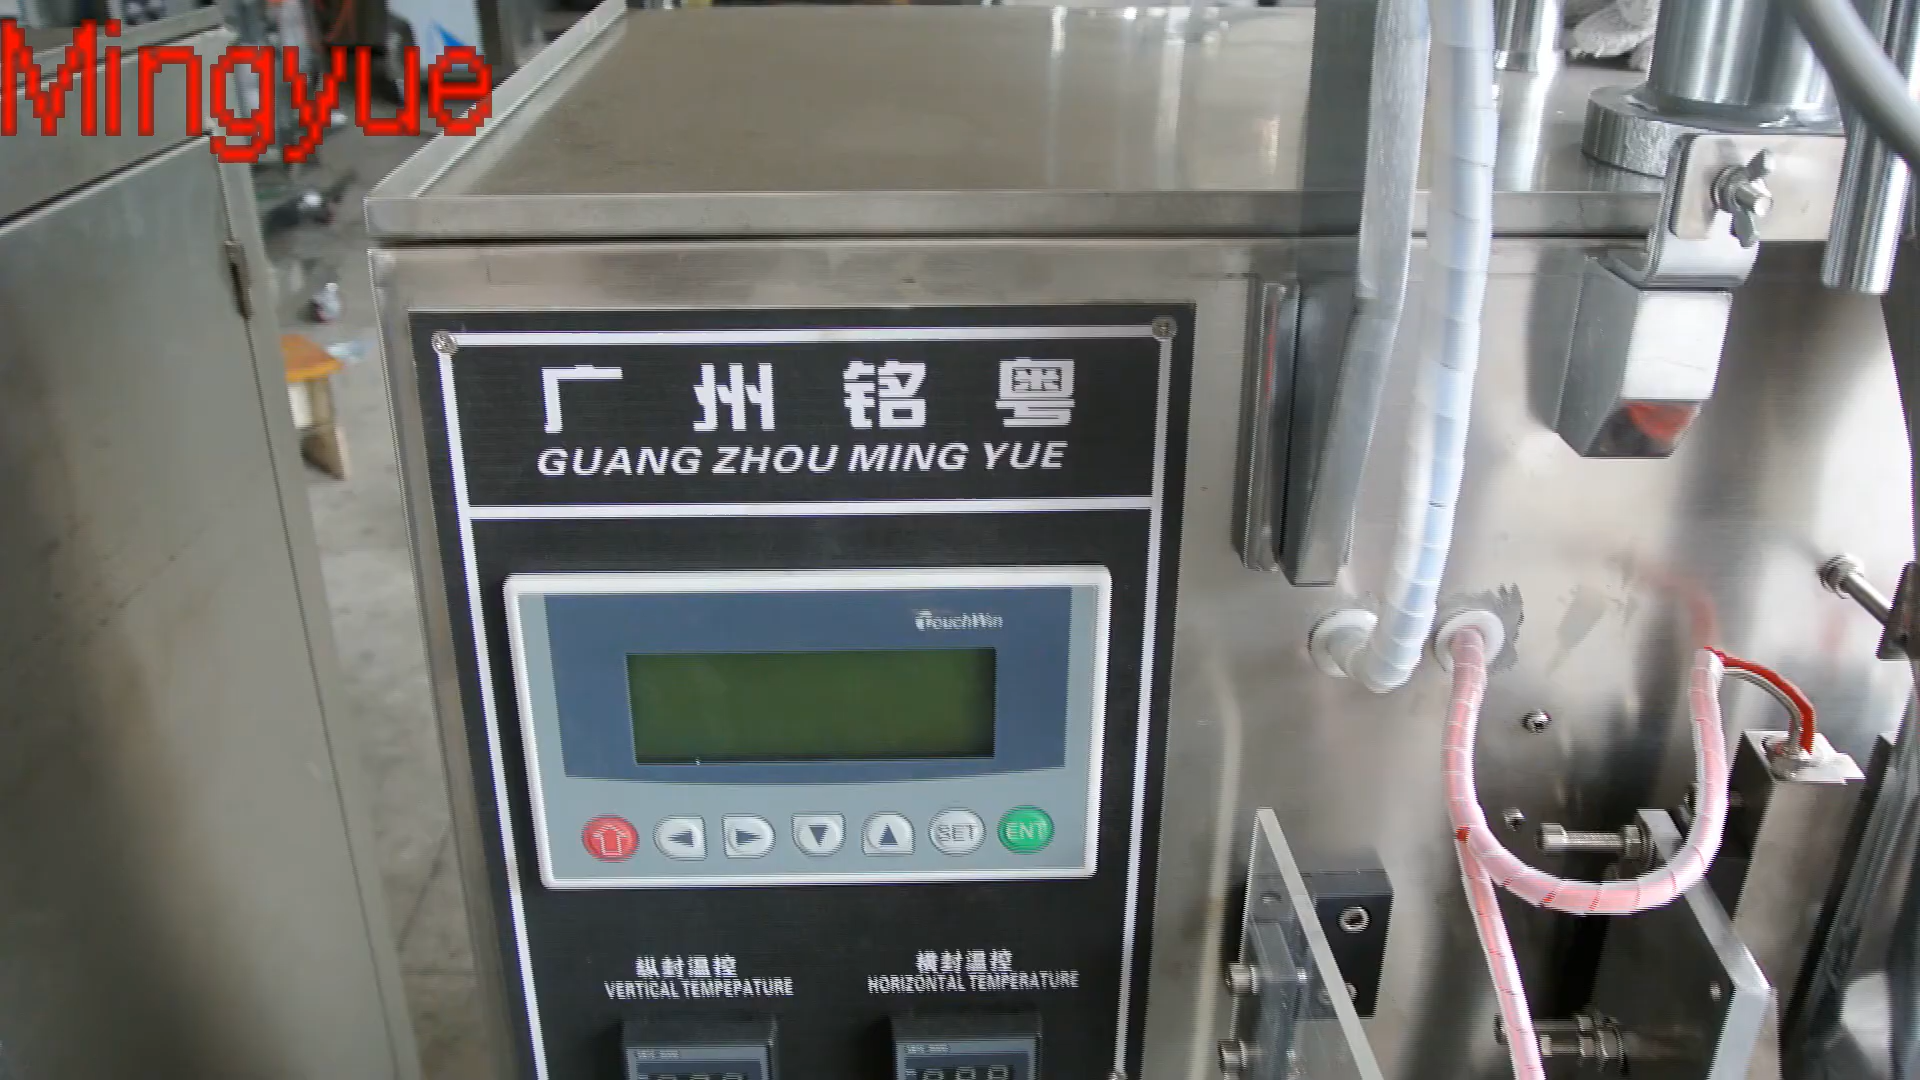 Mingyue
广州铭粤
GUANG ZHOU MING YUE
TouchWin
SET
ENT
纵封温控
VERTICAL TEMPEPATURE
横封温控
HORIZONTAL TEMPERATURE